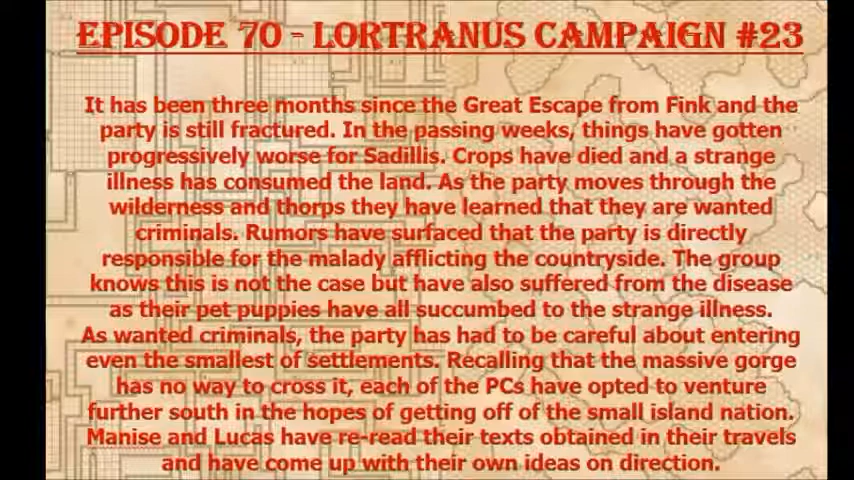 EPISODE 70 - LORTRANUS CAMPAIGN #23
It has been three months since the Great Escape from Fink and the
party is still fractured. In the passing weeks, things have gotten
progressively worse for Sadillis. Crops have died and a strange
illness has consumed the land. As the party moves through the
wilderness and thorps they have learned that they are wanted
criminals. Rumors have surfaced that the party is directly
responsible for the malady afflicting the countryside. The group
knows this is not the case but have also suffered from the disease
as their pet puppies have all succumbed to the strange illness.
As wanted criminals, the party has had to be careful about entering
even the smallest of settlements. Recalling that the massive gorge
has no way to cross it, each of the PCs have opted to venture
further south in the hopes of getting off of the small island nation.
Manise and Lucas have re-read their texts obtained in their travels
and have come up with their own ideas on direction.